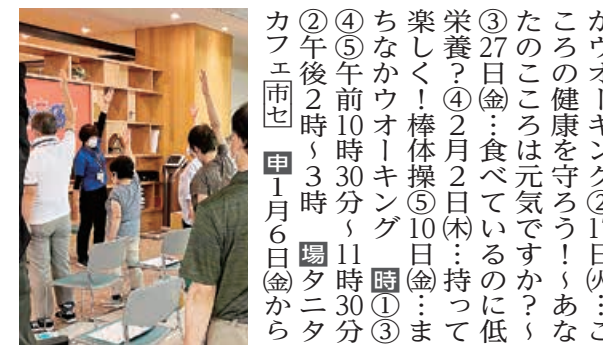 かウオーキング②17日㈫…こ
ころの健康を守ろう！～あな
たのこころは元気ですか？～
③27日㈮…食べているのに低
栄養？④2月2日㈭…持って
楽しく！棒体操⑤10日㈮…ま
ちなかウオーキング 時①③
④⑤午前10時30分～11時30分
②午後2時～3時 場タニタ
カフェ市セ 申1月6日㈮から